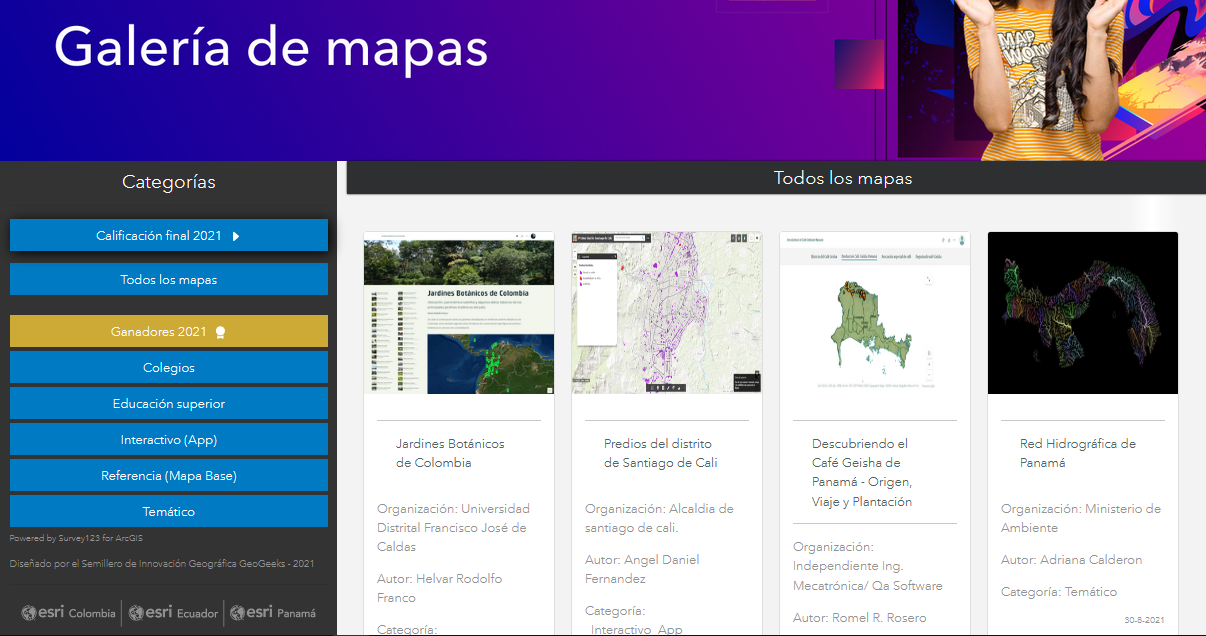 Galería de mapas
MAP
WOMEN
Categorías
Calificación final 2021
Todos los mapas
Ganadores 2021
Colegios
Educación superior
Interactivo (App)
Referencia (Mapa Base)
Temático
Powered by Survey123 for ArcGIS
Diseñado por el Semillero de Innovación Geográfica GeoGeeks - 2021
esri Colombia
esri Ecuador
esri Panamá
Todos los mapas
Jardines Botánicos de Colombia
Jardines Botánicos
de Colombia
Organización: Universidad
Distrital Francisco José de
Caldas
Autor: Helvar Rodolfo
Franco
Categoría:
Predios del distrito
de Santiago de Cali
Organización: Alcaldia de
santiago de cali.
Autor: Angel Daniel
Fernandez
Categoría:
Interactivo_App
Descubriendo el
Café Geisha de
Panamá - Origen,
Viaje y Plantación
Organización:
Independiente Ing.
Mecatrónica/ Qa Software
Autor: Romel R. Rosero
Red Hidrográfica de
Panamá
Organización: Ministerio de
Ambiente
Autor: Adriana Calderon
Categoría: Temático
30-8-2021